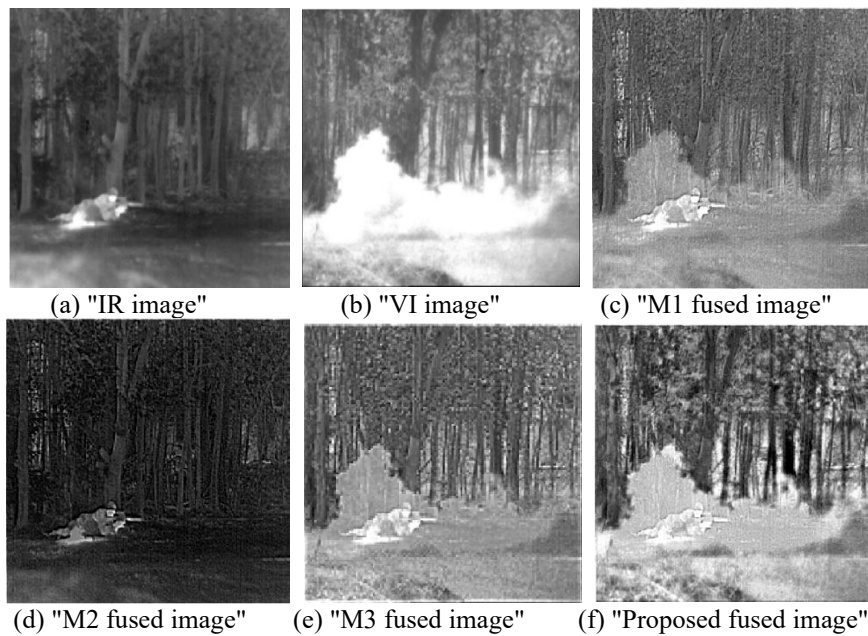 (a) "IR image" (b) "VI image" (c) "M1 fused image"
(d) "M2 fused image" (e) "M3 fused image" (f) "Proposed fused image"